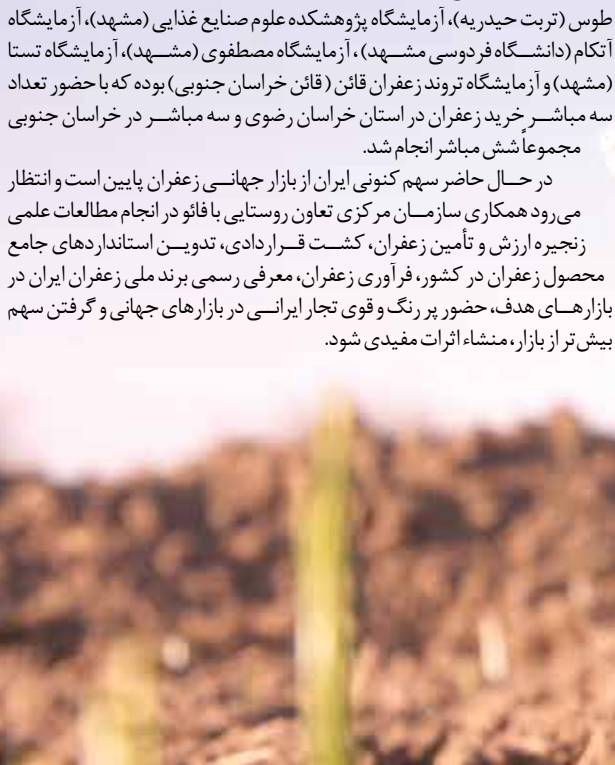 طوس (تربت حیدریه)، آزمایشگاه پژوهشکده علوم صنایع غذایی (مشهد)، آزمایشگاه
آتکام (دانشگاه فردوسی مشهد)، آزمایشگاه مصطفوی (مشهد)، آزمایشگاه تستا
(مشهد) و آزمایشگاه تروند زعفران قائن (قائن خراسان جنوبی) بوده که با حضور تعداد
سه مباشر خرید زعفران در استان خراسان رضوی و سه مباشر در خراسان جنوبی
مجموعاً شش مباشر انجام شد.
در حال حاضر سهم کنونی ایران از بازار جهانی زعفران پایین است و انتظار
می‌رود همکاری سازمان مرکزی تعاون روستایی با فائو در انجام مطالعات علمی
زنجیره ارزش و تأمین زعفران، کشت قراردادی، تدوین استانداردهای جامع
محصول زعفران در کشور، فرآوری زعفران، معرفی رسمی برند ملی زعفران ایران در
بازارهای هدف، حضور پر رنگ و قوی تجار ایرانی در بازارهای جهانی و گرفتن سهم
بیش‌تر از بازار، منشاء اثرات مفیدی شود.